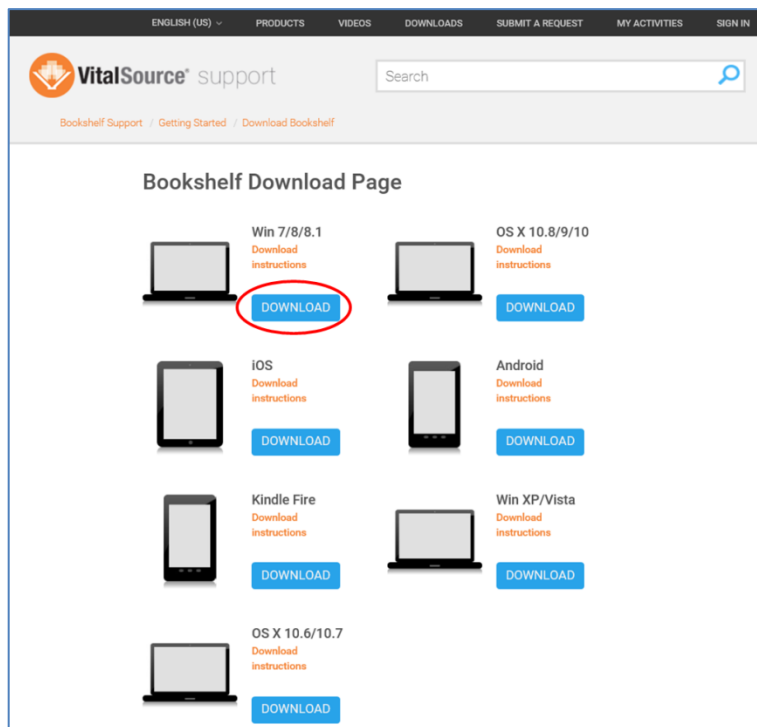 ENGLISH (US) PRODUCTS VIDEOS DOWNLOADS SUBMIT A REQUEST MY ACTIVITIES SIGN IN
VitalSource® support
Search
Bookshelf Support / Getting Started / Download Bookshelf
Bookshelf Download Page
Win 7/8/8.1
Download
instructions
DOWNLOAD
OS X 10.8/9/10
Download
instructions
DOWNLOAD
iOS
Download
instructions
DOWNLOAD
Android
Download
instructions
DOWNLOAD
Kindle Fire
Download
instructions
DOWNLOAD
Win XP/Vista
Download
instructions
DOWNLOAD
OS X 10.6/10.7
Download
instructions
DOWNLOAD